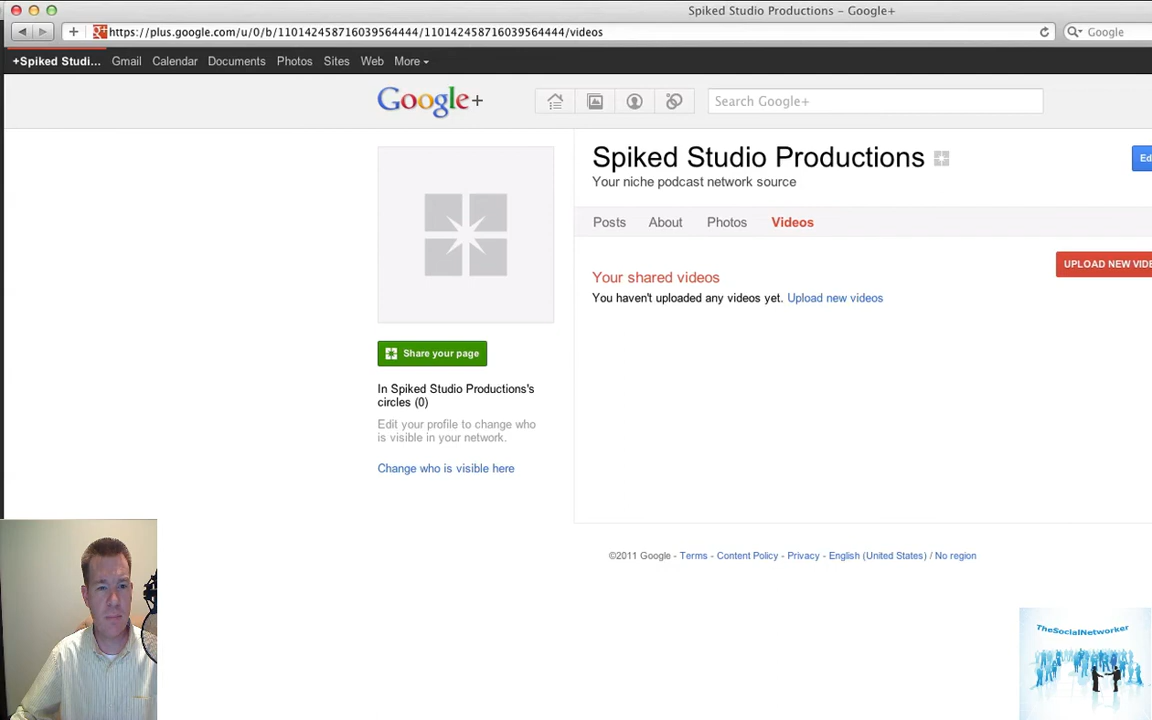 Spiked Studio Productions - Google+
https://plus.google.com/u/0/b/110142458716039564444/110142458716039564444/videos
Google
+Spiked Studi... Gmail Calendar Documents Photos Sites Web More
Google+
Search Google+
Spiked Studio Productions
Ed
Your niche podcast network source
Posts About Photos Videos
UPLOAD NEW VIDE
Your shared videos
You haven't uploaded any videos yet. Upload new videos
Share your page
In Spiked Studio Productions's
circles (0)
Edit your profile to change who
is visible in your network.
Change who is visible here
©2011 Google - Terms - Content Policy - Privacy - English (United States) / No region
TheSocialNetworker